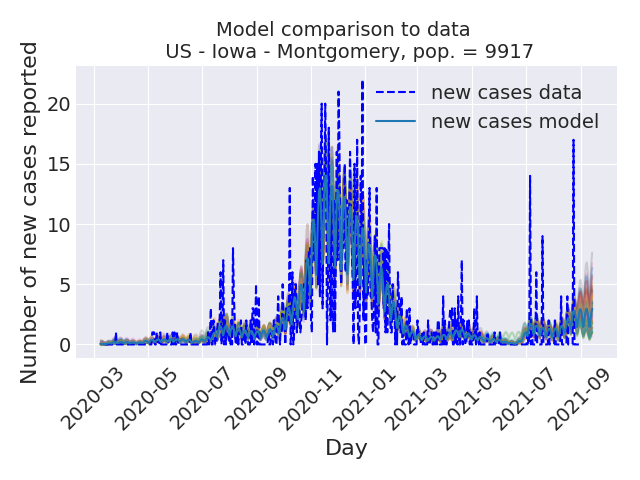 Model comparison to data
US - Iowa - Montgomery, pop. = 9917
Number of new cases reported
20
15
10
5
0
new cases data
new cases model
2020-03
2020-05
2020-07
2020-09
2020-11
2021-01
2021-03
2021-05
2021-07
2021-09
Day